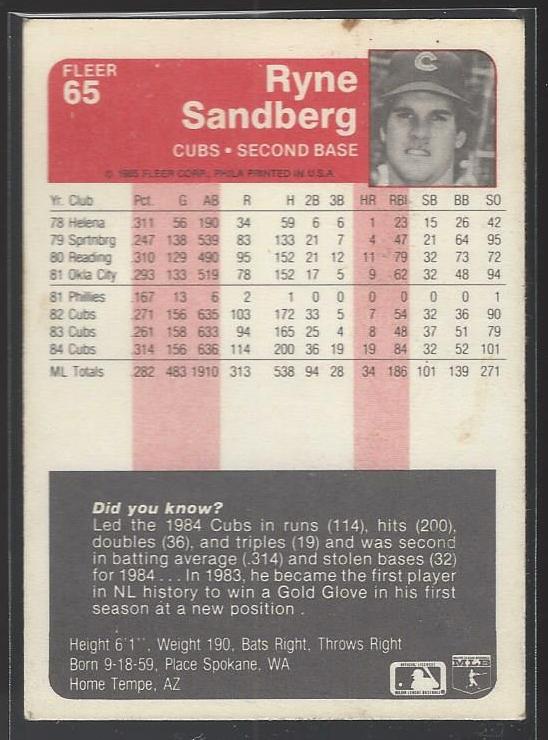 FLEER
65
Ryne
Sandberg
CUBS • SECOND BASE
© 1985 FLEER CORP., PHILA PRINTED IN U.S.A.
C
Yr. Club Pct. G AB R H 2B 3B HR RBI SB BB SO
78 Helena .311 56 190 34 59 6 6 1 23 15 26 42
79 Sprtnbrg .247 138 539 83 133 21 7 4 47 21 64 95
80 Reading .310 129 490 95 152 21 12 11 79 32 73 72
81 Okla City .293 133 519 78 152 17 5 9 62 32 48 94
81 Phillies .167 13 6 2 1 0 0 0 0 0 0 1
82 Cubs .271 156 635 103 172 33 5 7 54 32 36 90
83 Cubs .261 158 633 94 165 25 4 8 48 37 51 79
84 Cubs .314 156 636 114 200 36 19 19 84 32 52 101
ML Totals .282 483 1910 313 538 94 28 34 186 101 139 271
Did you know?
Led the 1984 Cubs in runs (114), hits (200),
doubles (36), and triples (19) and was second
in batting average (.314) and stolen bases (32)
for 1984 . . . In 1983, he became the first player
in NL history to win a Gold Glove in his first
season at a new position .
Height 6'1'', Weight 190, Bats Right, Throws Right
Born 9-18-59, Place Spokane, WA
Home Tempe, AZ
MLB